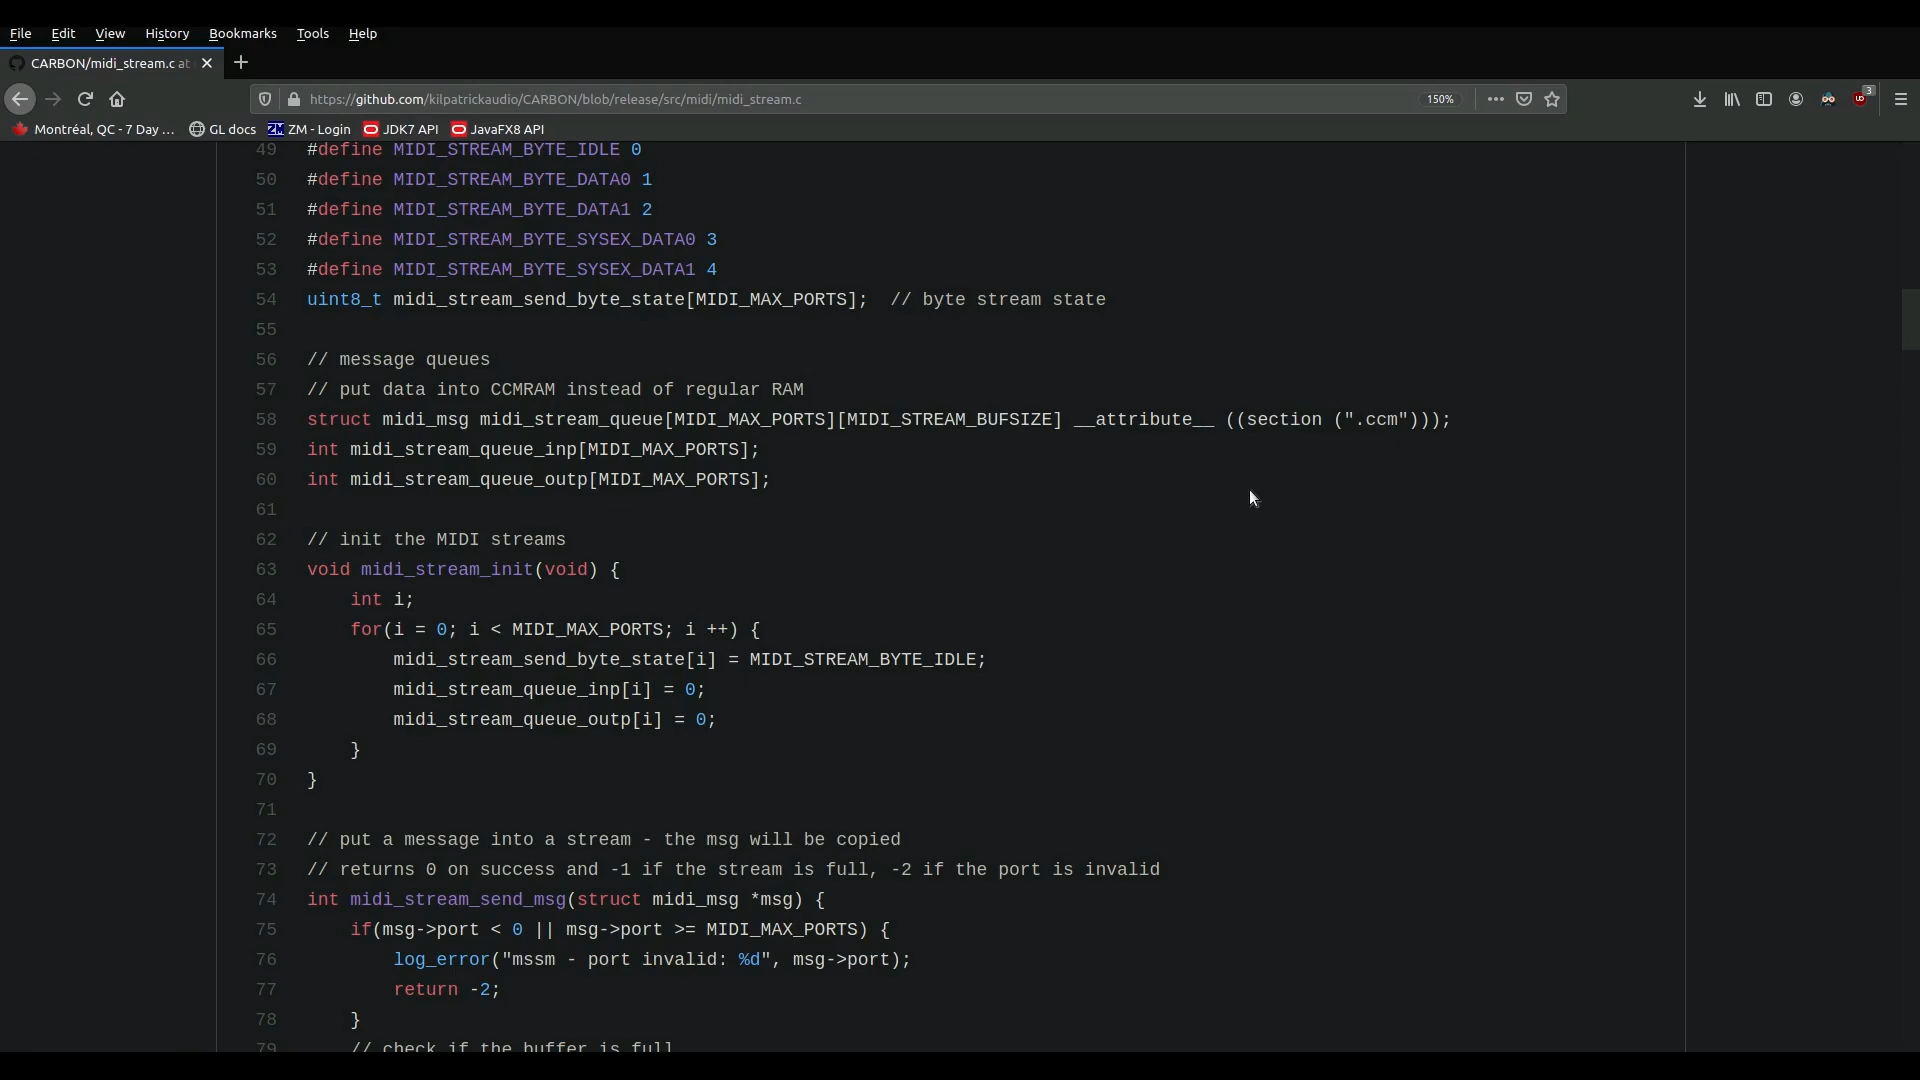 File Edit View History Bookmarks Tools Help
CARBON/midi_stream.c at
https://github.com/kilpatrickaudio/CARBON/blob/release/src/midi/midi_stream.c 150% 3
Montréal, QC - 7 Day ... GL docs ZM ZM - Login JDK7 API JavaFX8 API
49 #define MIDI_STREAM_BYTE_IDLE 0
50 #define MIDI_STREAM_BYTE_DATA0 1
51 #define MIDI_STREAM_BYTE_DATA1 2
52 #define MIDI_STREAM_BYTE_SYSEX_DATA0 3
53 #define MIDI_STREAM_BYTE_SYSEX_DATA1 4
54 uint8_t midi_stream_send_byte_state[MIDI_MAX_PORTS];  // byte stream state
55
56 // message queues
57 // put data into CCMRAM instead of regular RAM
58 struct midi_msg midi_stream_queue[MIDI_MAX_PORTS][MIDI_STREAM_BUFSIZE] __attribute__ ((section (".ccm")));
59 int midi_stream_queue_inp[MIDI_MAX_PORTS];
60 int midi_stream_queue_outp[MIDI_MAX_PORTS];
61
62 // init the MIDI streams
63 void midi_stream_init(void) {
64     int i;
65     for(i = 0; i < MIDI_MAX_PORTS; i ++) {
66         midi_stream_send_byte_state[i] = MIDI_STREAM_BYTE_IDLE;
67         midi_stream_queue_inp[i] = 0;
68         midi_stream_queue_outp[i] = 0;
69     }
70 }
71
72 // put a message into a stream - the msg will be copied
73 // returns 0 on success and -1 if the stream is full, -2 if the port is invalid
74 int midi_stream_send_msg(struct midi_msg *msg) {
75     if(msg->port < 0 || msg->port >= MIDI_MAX_PORTS) {
76         log_error("mssm - port invalid: %d", msg->port);
77         return -2;
78     }
79     // check if the buffer is full